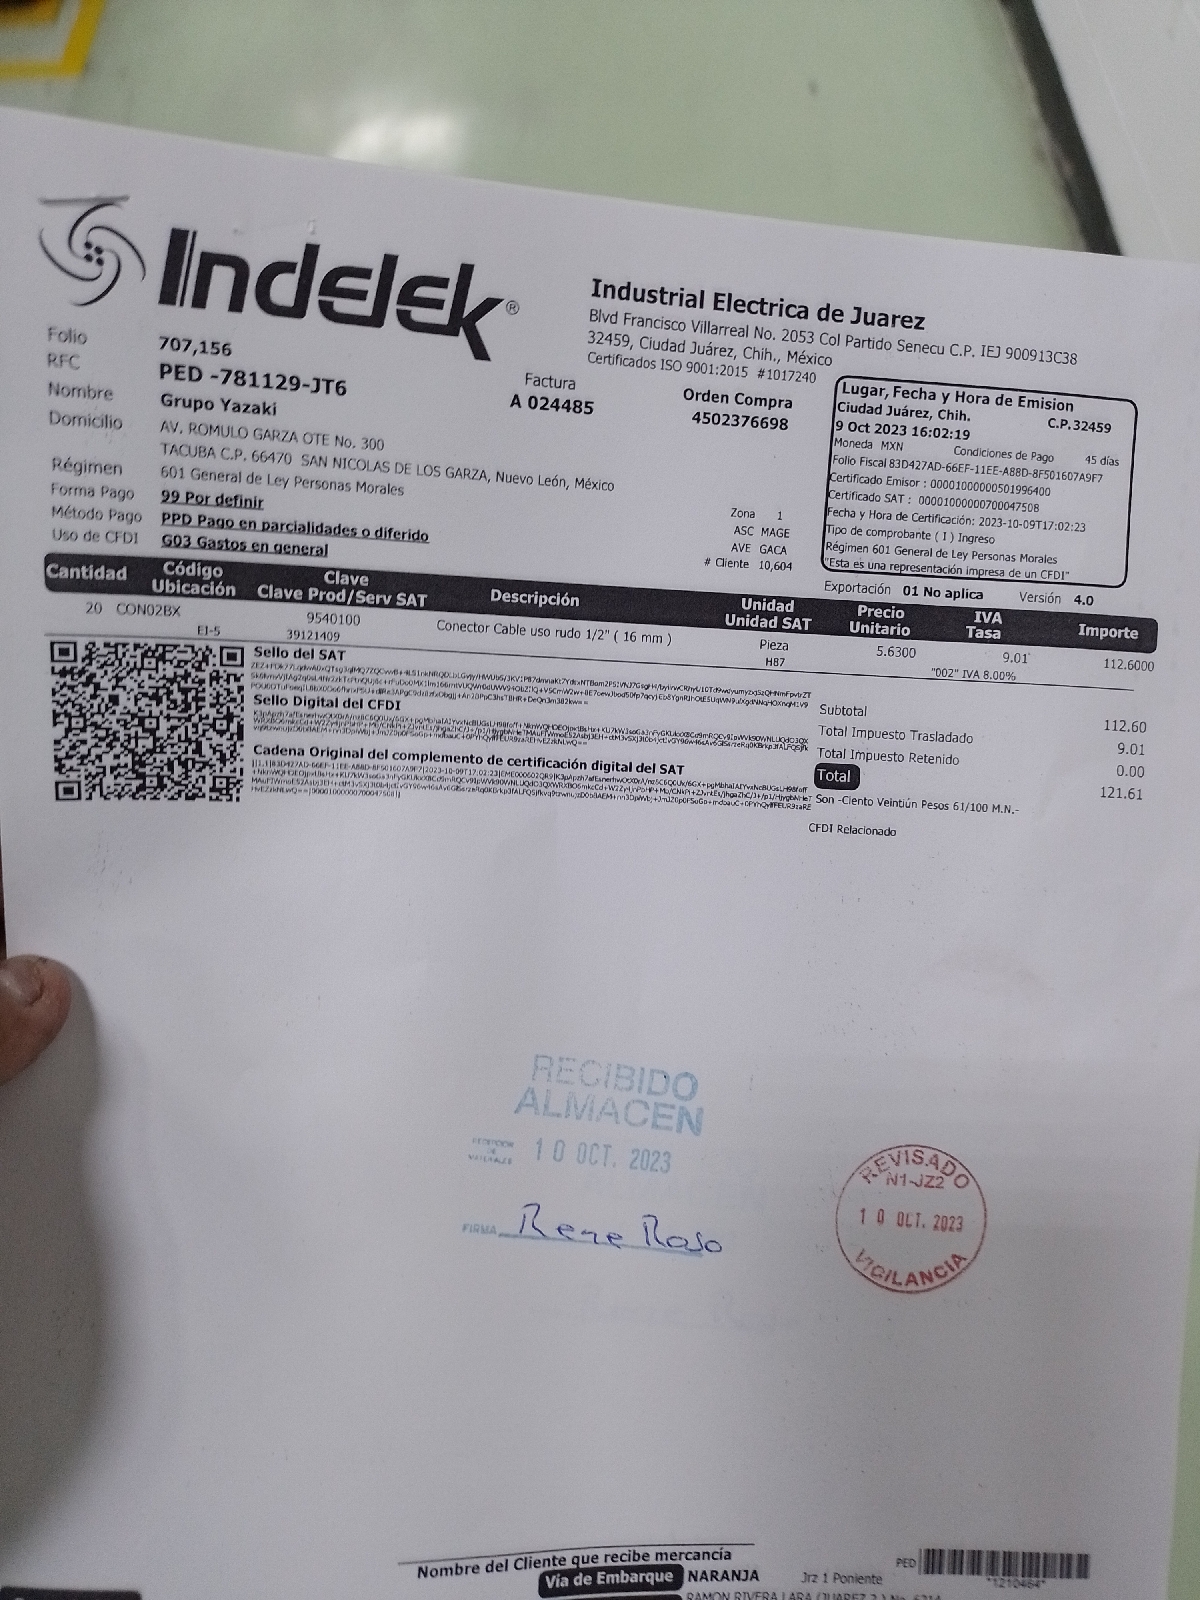 Indelek®
Industrial Electrica de Juarez
Blvd Francisco Villarreal No. 2053 Col Partido Senecu C.P. IEJ 900913C38
32459, Ciudad Juárez, Chih., México
Certificados ISO 9001:2015 #1017240
Folio 707,156
RFC PED -781129-JT6
Nombre Grupo Yazaki
Domicilio AV. ROMULO GARZA OTE No. 300
TACUBA C.P. 66470 SAN NICOLAS DE LOS GARZA, Nuevo León, México
Régimen 601 General de Ley Personas Morales
Forma Pago 99 Por definir
Método Pago PPD Pago en parcialidades o diferido
Uso de CFDI G03 Gastos en general
Factura
A 024485
Orden Compra
4502376698
Zona 1
ASC MAGE
AVE GACA
# Cliente 10,604
Lugar, Fecha y Hora de Emision
Ciudad Juárez, Chih. C.P.32459
9 Oct 2023 16:02:19
Moneda MXN Condiciones de Pago 45 días
Folio Fiscal 83D427AD-66EF-11EE-A88D-8F501607A9F7
Certificado Emisor : 00001000000501996400
Certificado SAT : 00001000000700047508
Fecha y Hora de Certificación: 2023-10-09T17:02:23
Tipo de comprobante ( I ) Ingreso
Régimen 601 General de Ley Personas Morales
"Esta es una representación impresa de un CFDI"
Exportación 01 No aplica Versión 4.0
Cantidad Código Ubicación Clave Clave Prod/Serv SAT Descripción Unidad Unidad SAT Precio Unitario IVA Tasa Importe
20 CON02BX 9540100 Conector Cable uso rudo 1/2" ( 16 mm ) Pieza 5.6300 9.01 112.6000
EJ-5 39121409 H87 "002" IVA 8.00%
Sello del SAT
Sello Digital del CFDI
Cadena Original del complemento de certificación digital del SAT
Subtotal 112.60
Total Impuesto Trasladado 9.01
Total Impuesto Retenido 0.00
Total 121.61
Son -Ciento Veintiún Pesos 61/100 M.N.-
CFDI Relacionado
RECIBIDO
ALMACEN
RECEPCION
DE
MATERIALES
10 OCT. 2023
FIRMA Rene Roso
REVISADO
N1-JZ2
10 OCT. 2023
VIGILANCIA
Nombre del Cliente que recibe mercancía
Vía de Embarque NARANJA Jrz 1 Poniente
PED
*1210464*
RAMON RIVERA LARA (JUAREZ 2 ) No.